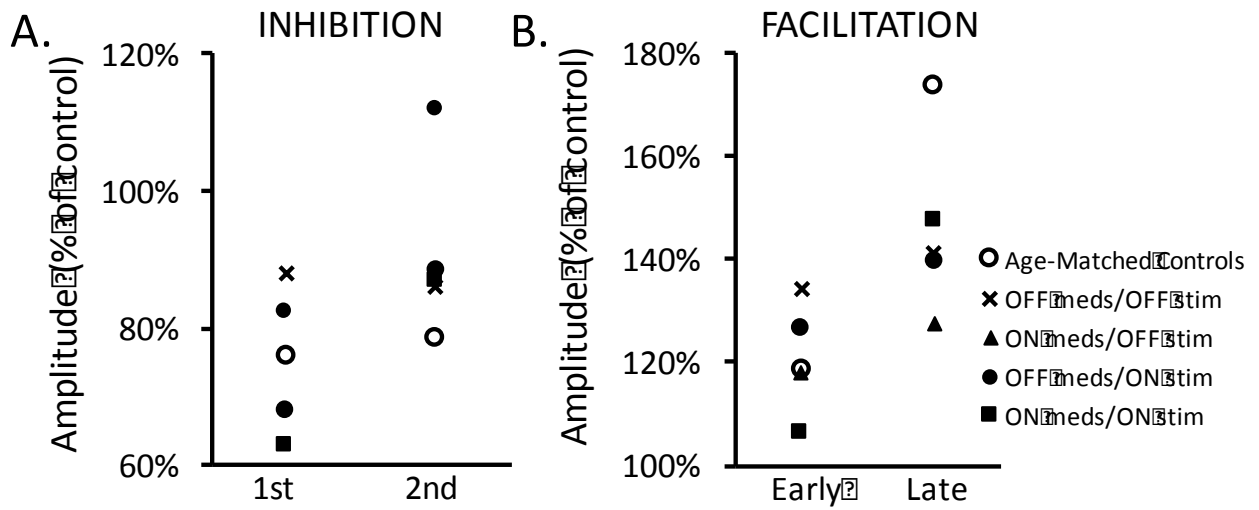 A.
INHIBITION
Amplitude (% of control)
120%
100%
80%
60%
1st 2nd
B.
FACILITATION
Amplitude (% of control)
180%
160%
140%
120%
100%
Early Late
Age-Matched Controls
OFF meds/OFF stim
ON meds/OFF stim
OFF meds/ON stim
ON meds/ON stim